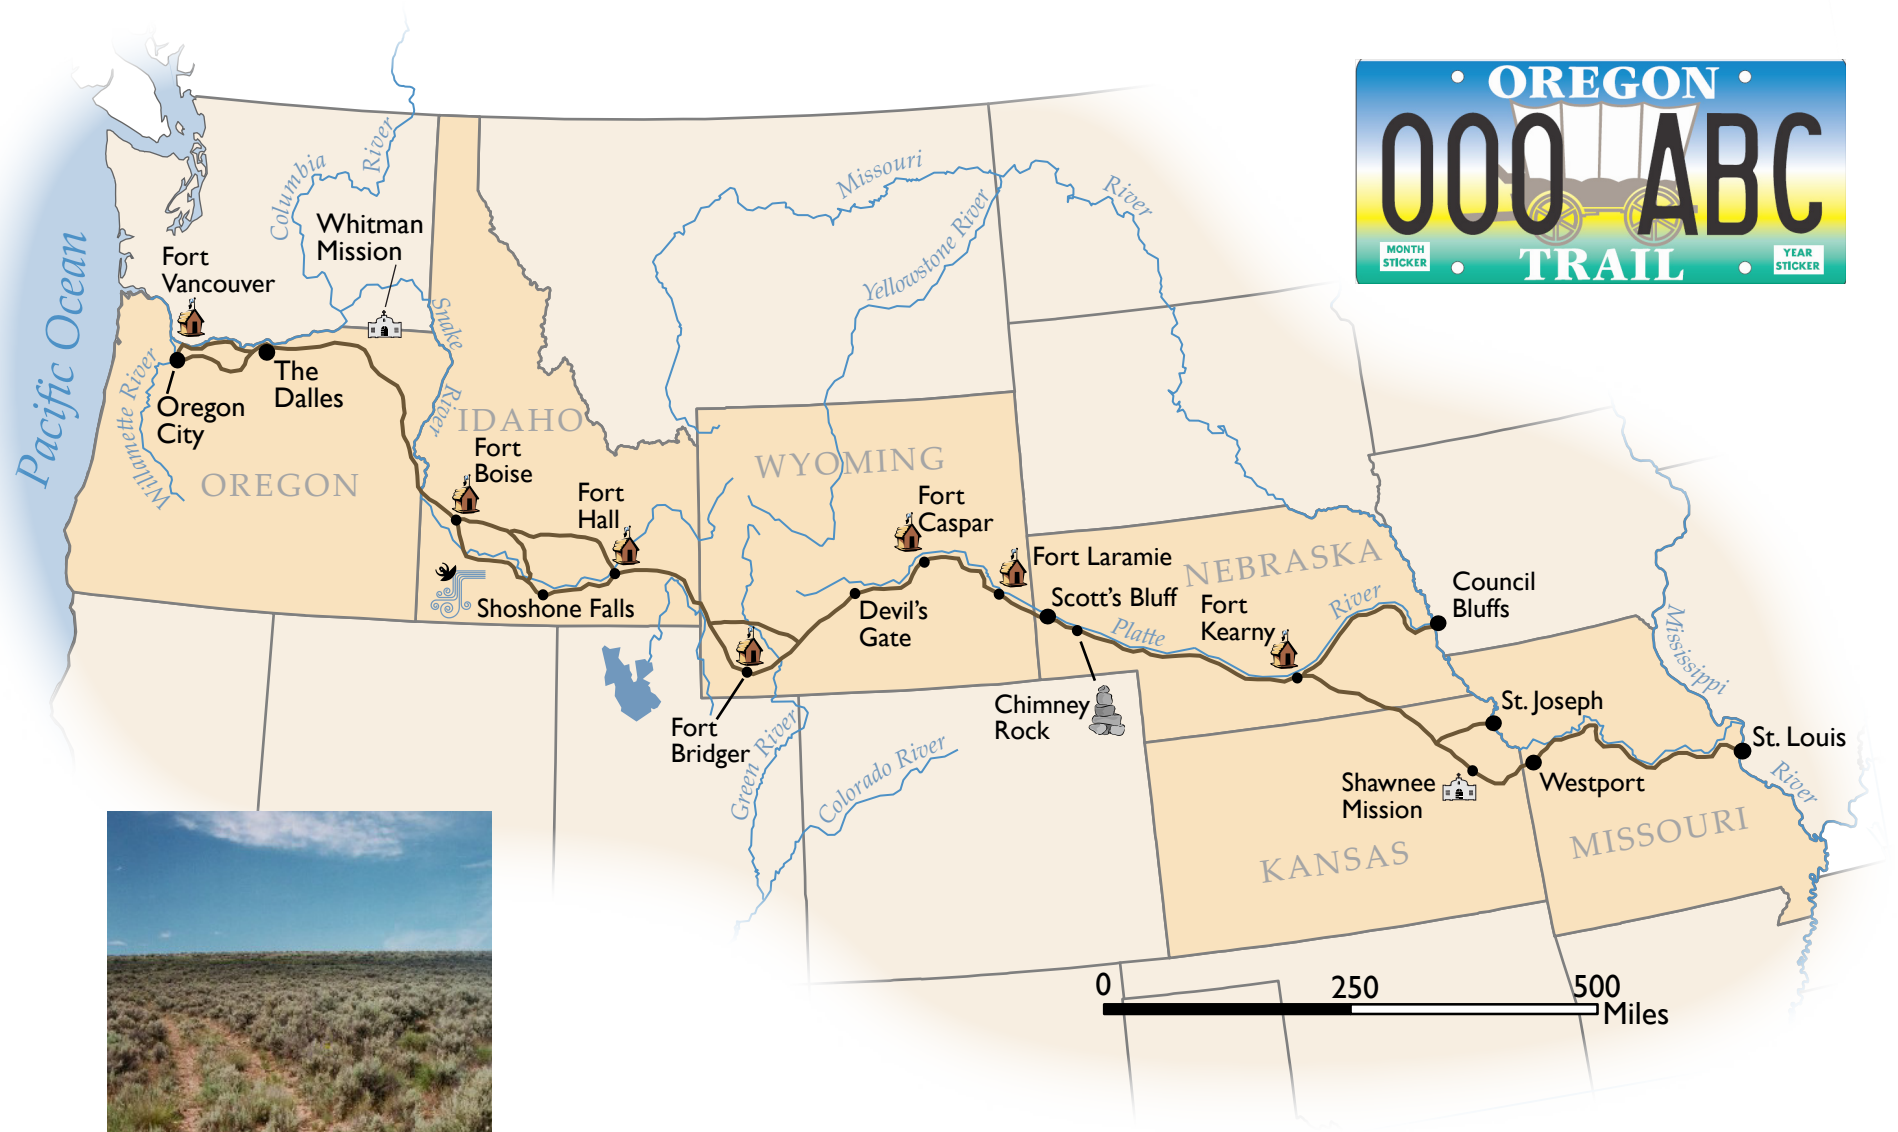 OREGON
000 ABC
MONTH
STICKER
YEAR
STICKER
TRAIL
Pacific Ocean
Columbia
River
Missouri
River
Yellowstone River
Whitman
Mission
Fort
Vancouver
Snake
River
The
Dalles
Oregon
City
Willamette River
OREGON
IDAHO
Fort
Boise
Fort
Hall
Shoshone Falls
WYOMING
Fort
Caspar
Fort Laramie
Scott's Bluff
Devil's
Gate
NEBRASKA
Fort
Kearny
Platte
River
Council
Bluffs
Mississippi
River
Chimney
Rock
Fort
Bridger
Green River
Colorado River
St. Joseph
St. Louis
Westport
Shawnee
Mission
KANSAS
MISSOURI
0
250
500
Miles